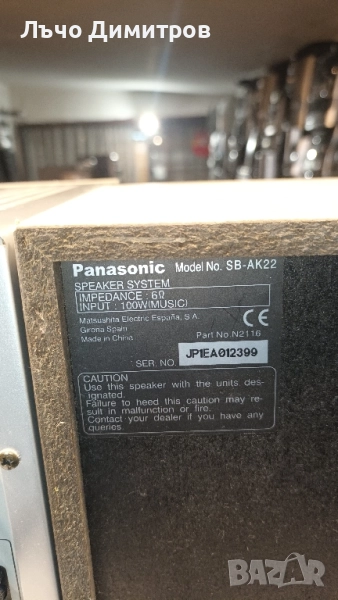 Лъчо Димитров
Panasonic Model No. SB-AK22
SPEAKER SYSTEM
IMPEDANCE : 6Ω
INPUT : 100W(MUSIC)
Matsushita Electric España, S.A.
Girona Spain
Made in China
CE
Part No.N2116
SER. NO. JP1EA012399
CAUTION
Use this speaker with the units des-
ignated.
Failure to heed this caution may re-
sult in malfunction or fire.
Contact your dealer if you have any
queries.
BAZAR